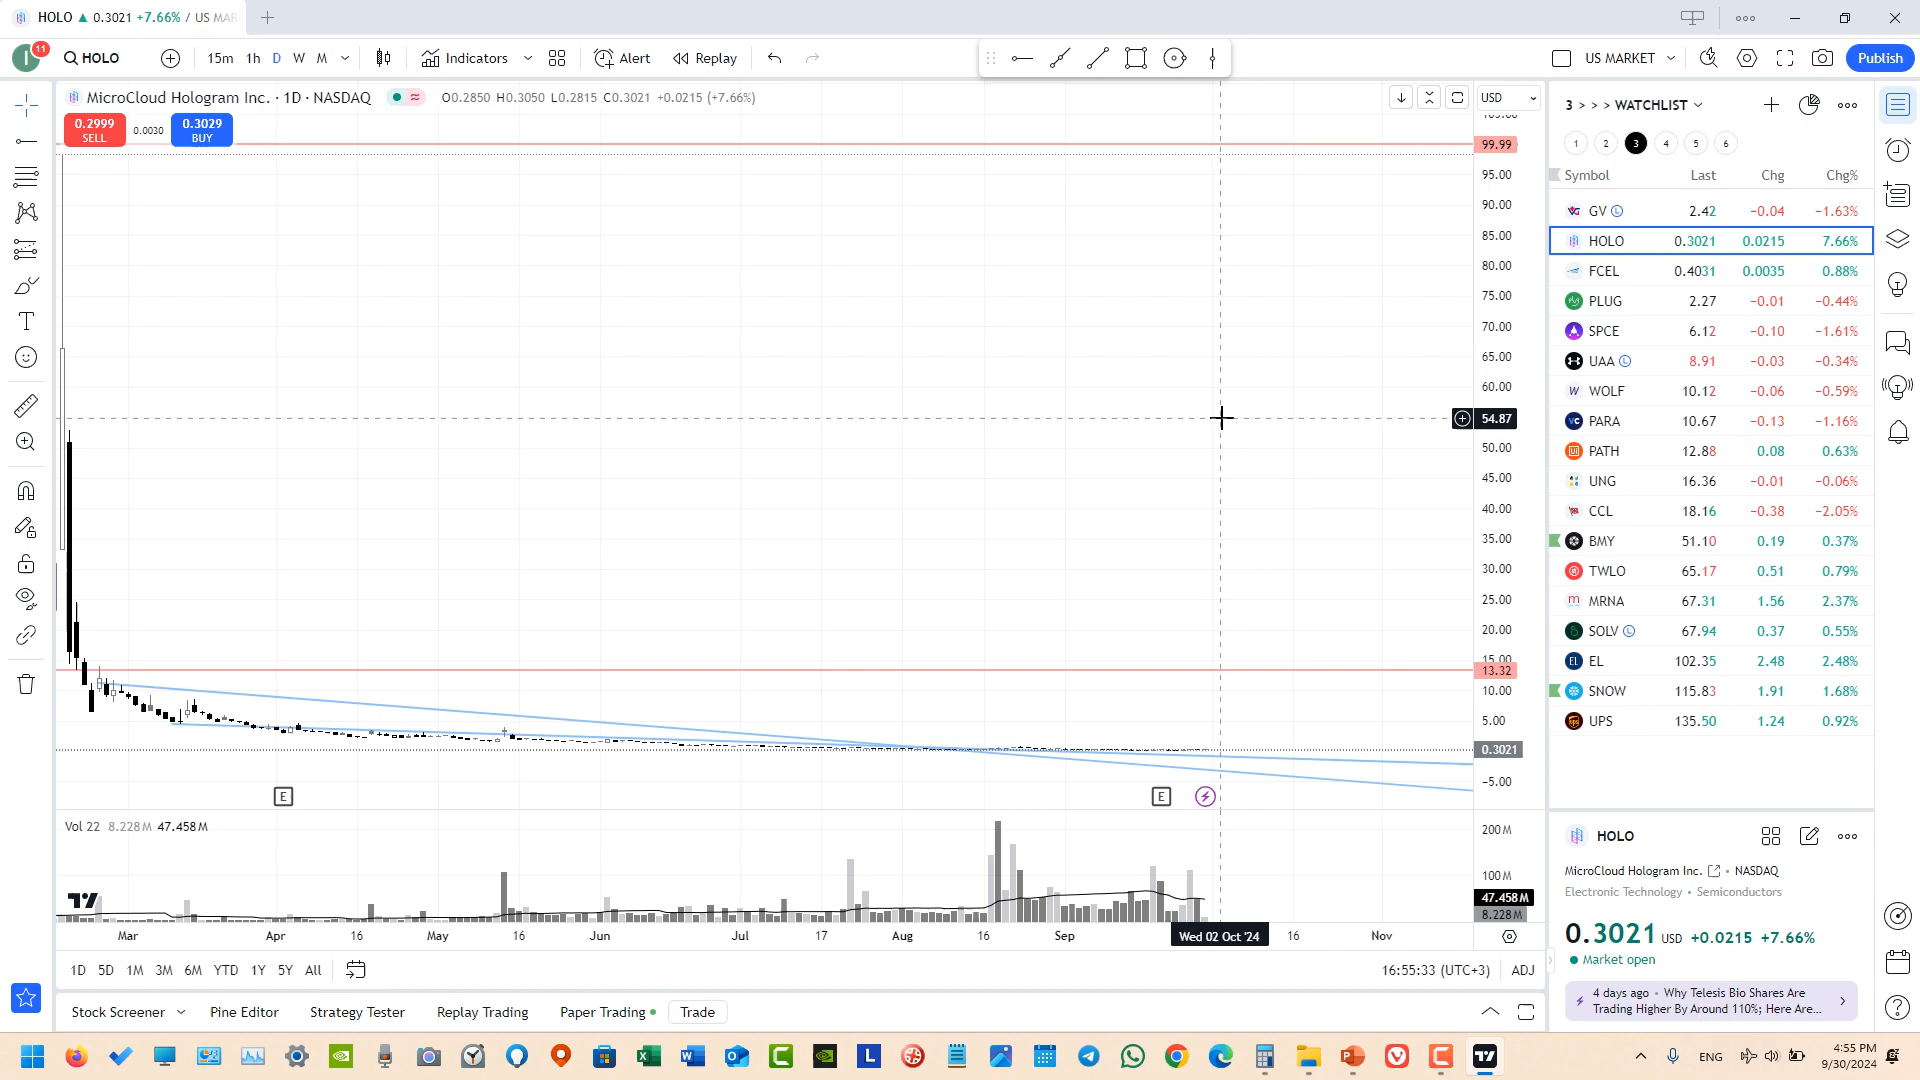 HOLO ▲ 0.3021 +7.66% / US MAR
I 11 HOLO 15m 1h D W M Indicators Alert Replay US MARKET Publish
MicroCloud Hologram Inc. · 1D · NASDAQ O0.2850 H0.3050 L0.2815 C0.3021 +0.0215 (+7.66%)
USD
0.2999
SELL
0.0030
0.3029
BUY
99.99
95.00
90.00
85.00
80.00
75.00
70.00
65.00
60.00
54.87
50.00
45.00
40.00
35.00
30.00
25.00
20.00
15.00
13.32
10.00
5.00
0.3021
−5.00
E E
Vol 22 8.228M 47.458M
200M
100M
47.458M
8.228M
Mar Apr 16 May 16 Jun Jul 17 Aug 16 Sep Wed 02 Oct '24 16 Nov
1D 5D 1M 3M 6M YTD 1Y 5Y All 16:55:33 (UTC+3) ADJ
Stock Screener Pine Editor Strategy Tester Replay Trading Paper Trading Trade
3 > > > WATCHLIST
1 2 3 4 5 6
Symbol Last Chg Chg%
GV L 2.42 −0.04 −1.63%
HOLO 0.3021 0.0215 7.66%
FCEL 0.4031 0.0035 0.88%
PLUG 2.27 −0.01 −0.44%
SPCE 6.12 −0.10 −1.61%
UAA L 8.91 −0.03 −0.34%
WOLF 10.12 −0.06 −0.59%
PARA 10.67 −0.13 −1.16%
PATH 12.88 0.08 0.63%
UNG 16.36 −0.01 −0.06%
CCL 18.16 −0.38 −2.05%
BMY 51.10 0.19 0.37%
TWLO 65.17 0.51 0.79%
MRNA 67.31 1.56 2.37%
SOLV L 67.94 0.37 0.55%
EL 102.35 2.48 2.48%
SNOW 115.83 1.91 1.68%
UPS 135.50 1.24 0.92%
HOLO
MicroCloud Hologram Inc. • NASDAQ
Electronic Technology • Semiconductors
0.3021 USD +0.0215 +7.66%
Market open
4 days ago • Why Telesis Bio Shares Are
Trading Higher By Around 110%; Here Are...
ENG
4:55 PM
9/30/2024